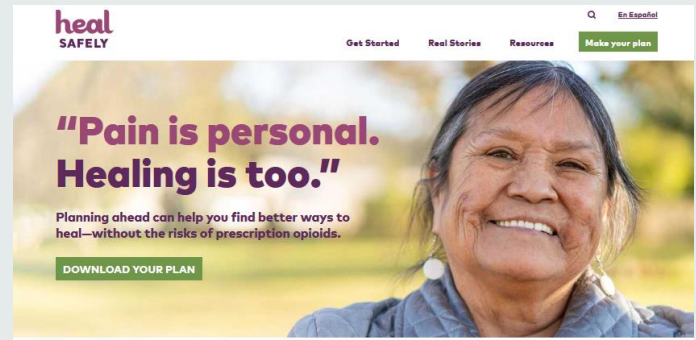 heal
SAFELY
En Español
Get Started Real Stories Resources Make your plan
“Pain is personal.
Healing is too.”
Planning ahead can help you find better ways to
heal—without the risks of prescription opioids.
DOWNLOAD YOUR PLAN